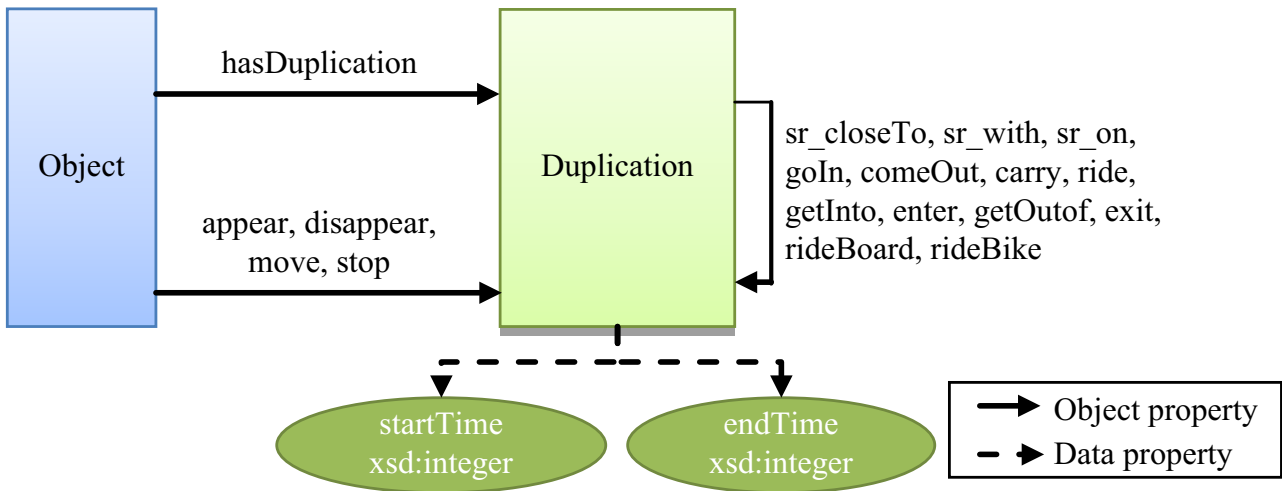 hasDuplication
Object
appear, disappear,
move, stop
Duplication
sr_closeTo, sr_with, sr_on,
goIn, comeOut, carry, ride,
getInto, enter, getOutof, exit,
rideBoard, rideBike
startTime
xsd:integer
endTime
xsd:integer
Object property
Data property